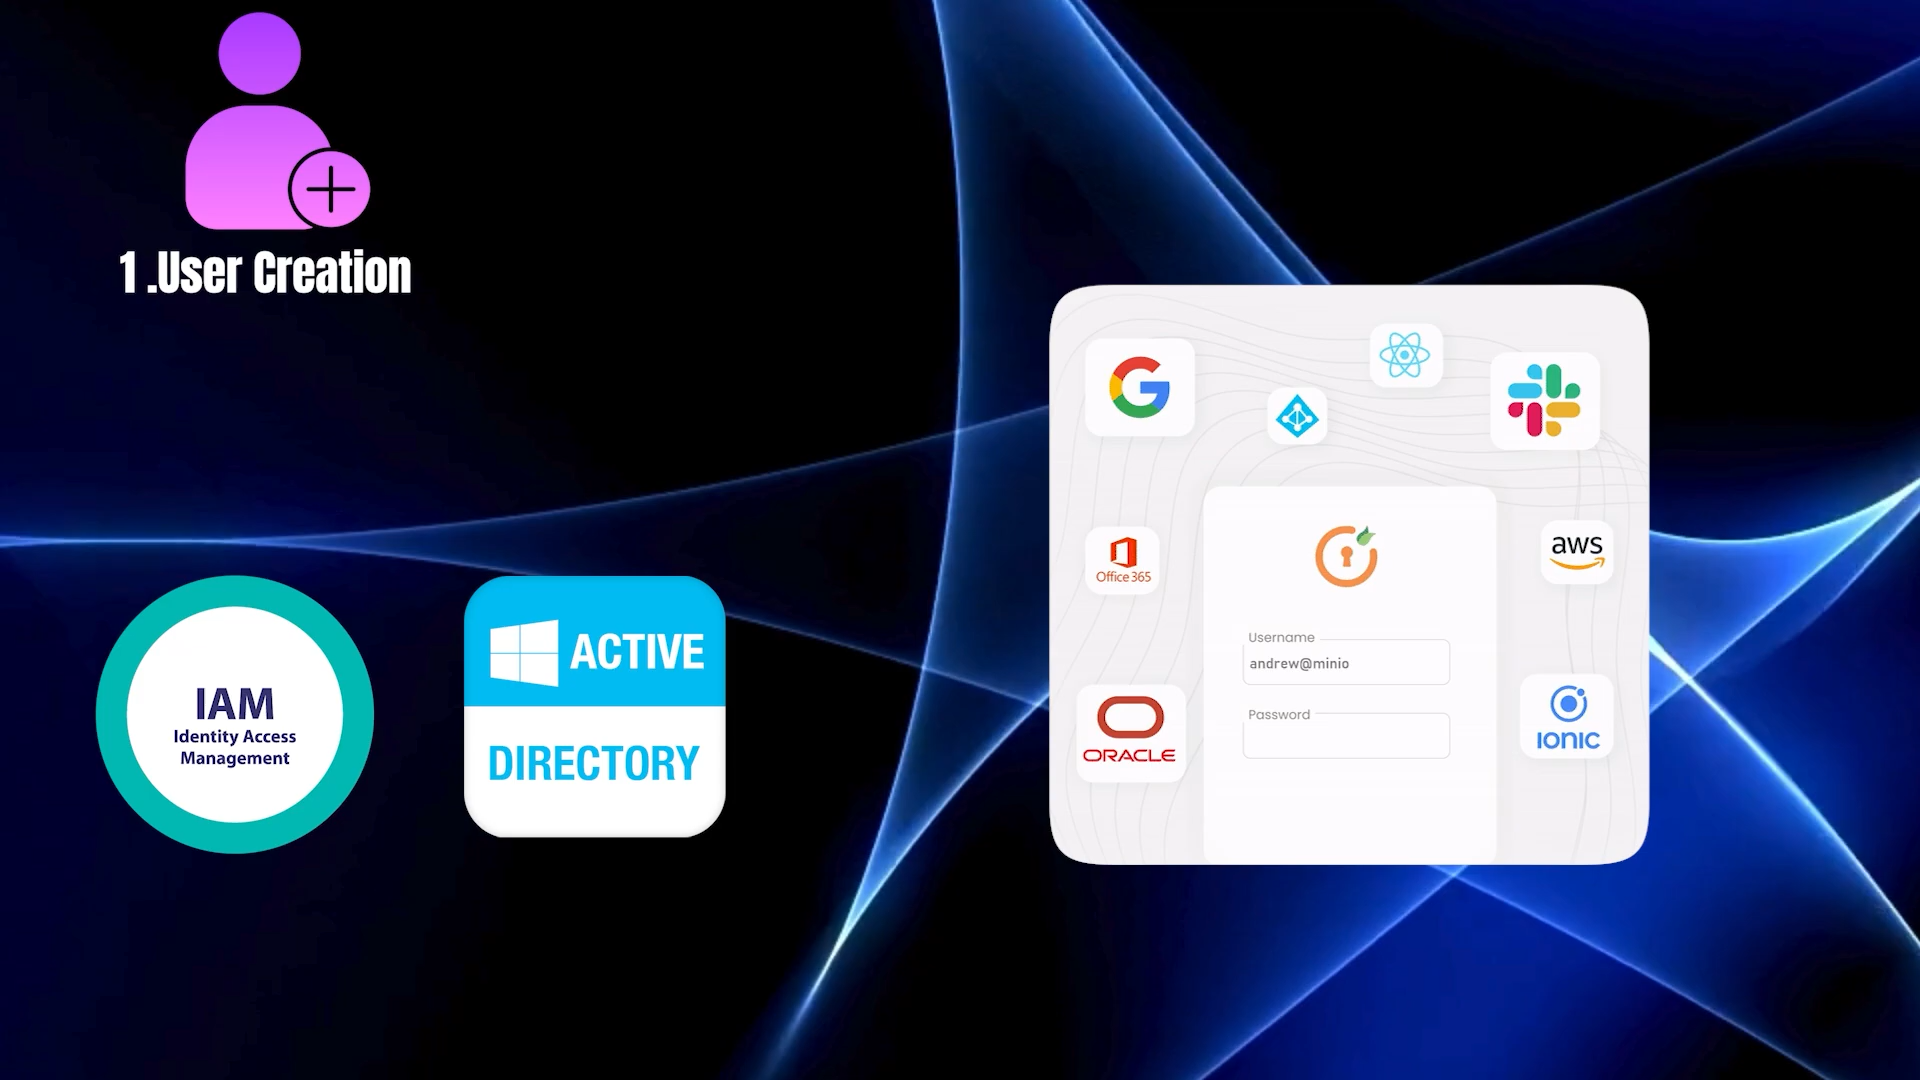 1 .User Creation
IAM
Identity Access
Management
ACTIVE
DIRECTORY
Office 365
aws
Username
andrew@minio
Password
ORACLE
IONIC